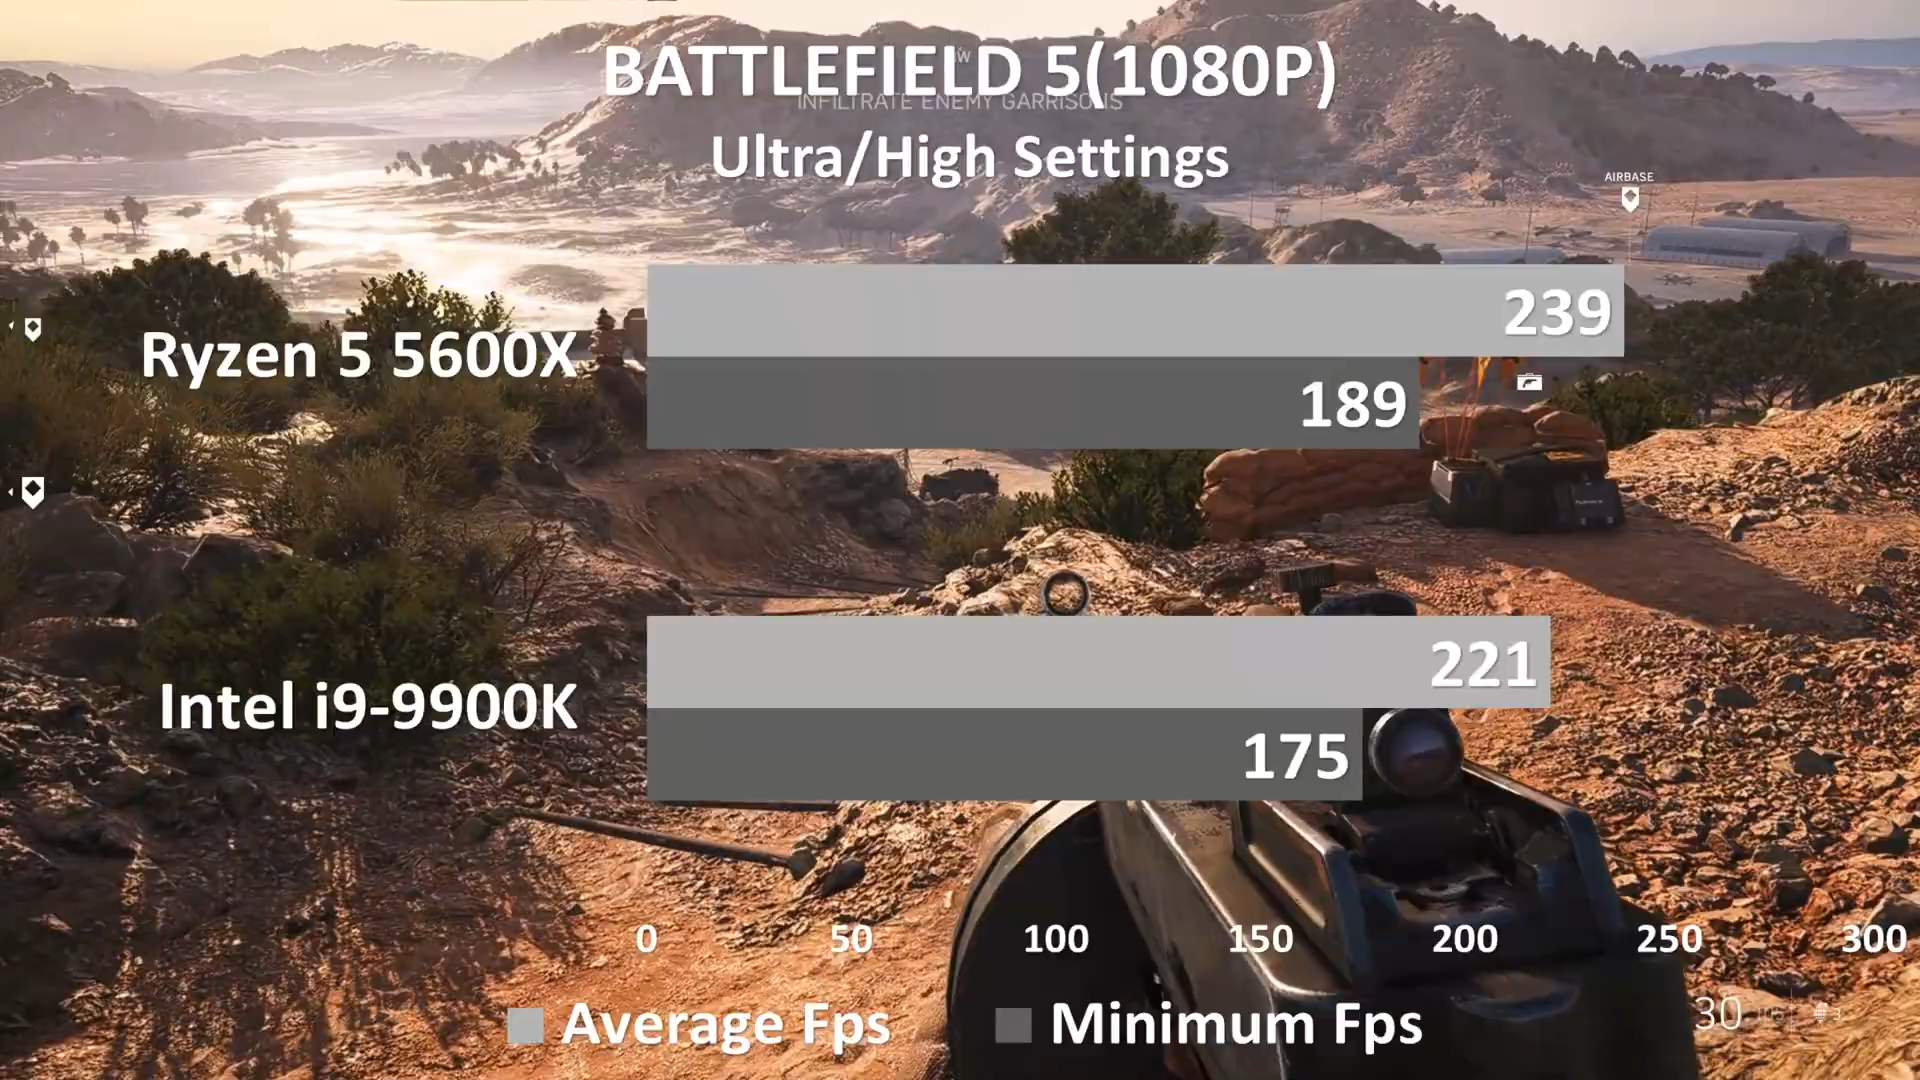 BATTLEFIELD 5(1080P)
INFILTRATE ENEMY GARRISONS
Ultra/High Settings
AIRBASE
239
Ryzen 5 5600X
189
221
Intel i9-9900K
175
0 50 100 150 200 250 300
Average Fps Minimum Fps
30
3